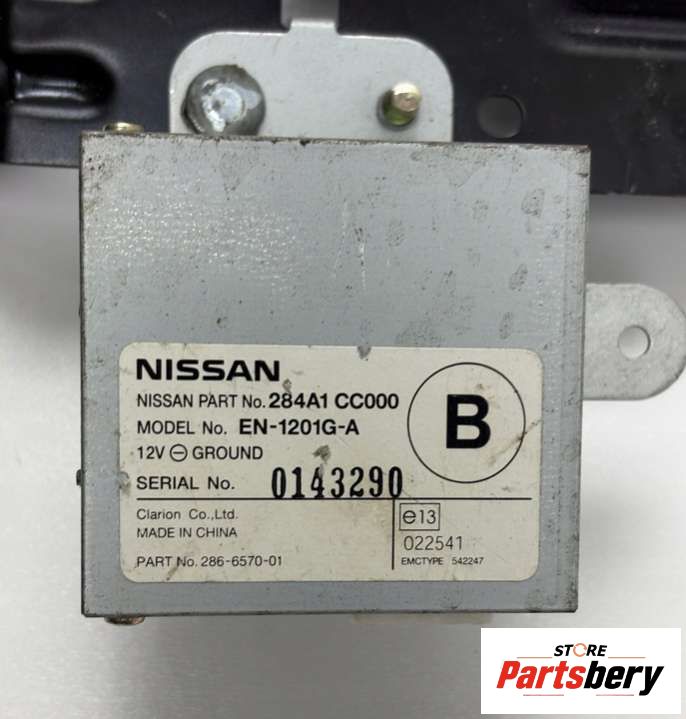 NISSAN
NISSAN PART No. 284A1 CC000
MODEL No. EN-1201G-A
12V ⊖ GROUND
SERIAL No. 0143290
B
Clarion Co.,Ltd.
MADE IN CHINA
PART No. 286-6570-01
e13
022541
EMCTYPE 542247
STORE
Partsbery